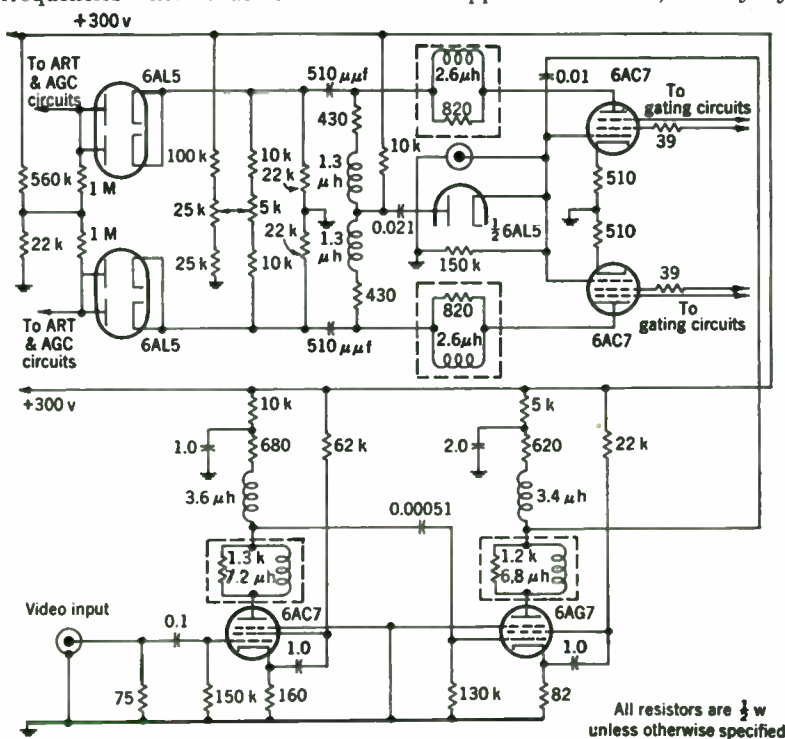 +300 v
To ART
& AGC
circuits
6AL5
510 μμf
2.6 μh
820
0.01
6AC7
To
gating circuits
39
430
10 k
1.3
μh
100 k
10 k
22 k
560 k
1 M
510
25 k
5 k
0.021
½6AL5
22 k
1 M
22 k
1.3
μh
510
25 k
10 k
150 k
39
430
To ART
& AGC
circuits
6AL5
510 μμf
820
2.6 μh
To
gating circuits
6AC7
+300 v
10 k
5 k
1.0
680
62 k
2.0
620
22 k
3.6 μh
3.4 μh
0.00051
1.3 k
7.2 μh
1.2 k
6.8 μh
Video input
0.1
6AC7
6AG7
1.0
1.0
75
150 k
160
130 k
82
All resistors are ½ w
unless otherwise specified